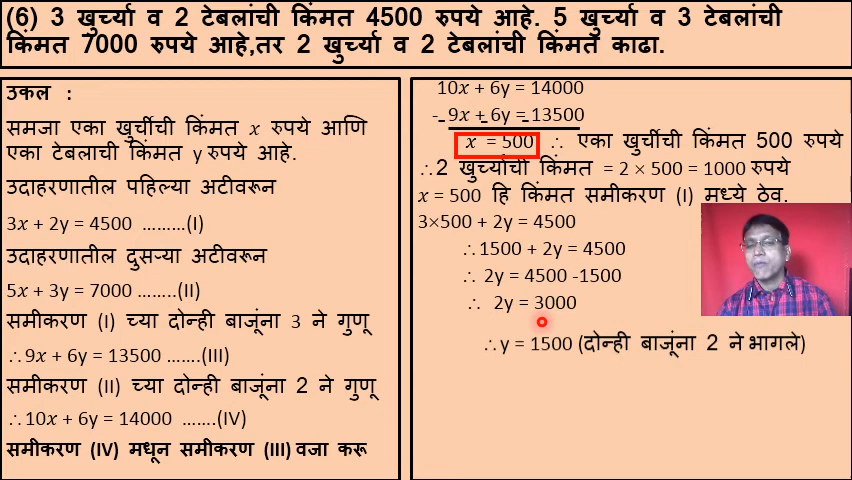 (6) 3 खुर्च्या व 2 टेबलांची किंमत 4500 रुपये आहे. 5 खुर्च्या व 3 टेबलांची
किंमत 7000 रुपये आहे,तर 2 खुर्च्या व 2 टेबलांची किंमत काढा.
उकल :
समजा एका खुर्चीची किंमत x रुपये आणि
एका टेबलाची किंमत y रुपये आहे.
उदाहरणातील पहिल्या अटीवरून
3x + 2y = 4500 ………(I)
उदाहरणातील दुसऱ्या अटीवरून
5x + 3y = 7000 ……..(II)
समीकरण (I) च्या दोन्ही बाजूंना 3 ने गुणू
∴9x + 6y = 13500 …….(III)
समीकरण (II) च्या दोन्ही बाजूंना 2 ने गुणू
∴10x + 6y = 14000 …….(IV)
समीकरण (IV) मधून समीकरण (III) वजा करू
10x + 6y = 14000
- 9x + 6y = 13500
x = 500 ∴ एका खुर्चीची किंमत 500 रुपये
∴2 खुर्च्यांची किंमत = 2 × 500 = 1000 रुपये
x = 500 हि किंमत समीकरण (I) मध्ये ठेव.
3×500 + 2y = 4500
∴1500 + 2y = 4500
∴ 2y = 4500 -1500
∴ 2y = 3000
∴y = 1500 (दोन्ही बाजूंना 2 ने भागले)